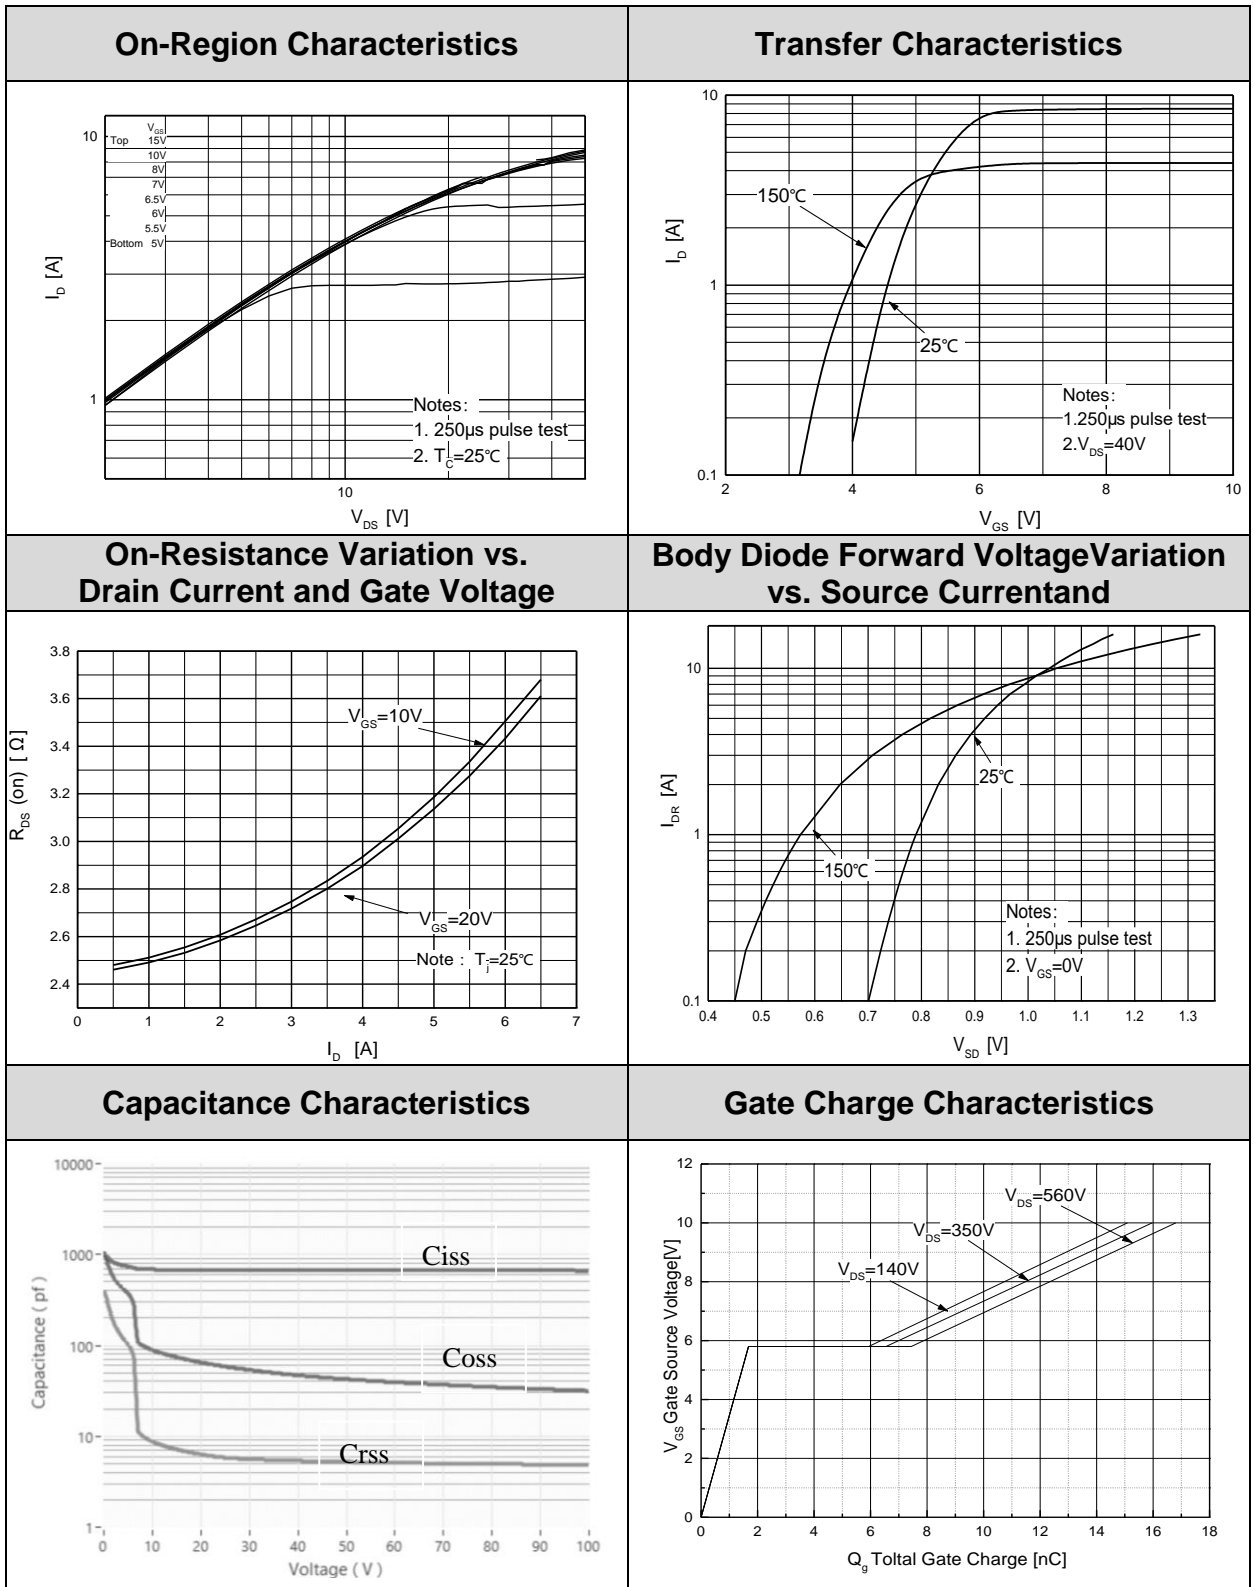 On-Region Characteristics
Transfer Characteristics
VGS
Top 15V
10V
8V
7V
6.5V
6V
5.5V
Bottom 5V
10
1
ID [A]
Notes:
1. 250μs pulse test
2. TC=25℃
10
VDS [V]
10
1
0.1
ID [A]
150℃
25℃
Notes:
1.250μs pulse test
2.VDS=40V
2 4 6 8 10
VGS [V]
On-Resistance Variation vs.
Drain Current and Gate Voltage
Body Diode Forward VoltageVariation
vs. Source Currentand
3.8
3.6
3.4
3.2
3.0
2.8
2.6
2.4
RDS (on) [ Ω ]
VGS=10V
VGS=20V
Note : Tj=25℃
0 1 2 3 4 5 6 7
ID [A]
10
1
0.1
IDR [A]
25℃
150℃
Notes:
1. 250μs pulse test
2. VGS=0V
0.4 0.5 0.6 0.7 0.8 0.9 1.0 1.1 1.2 1.3
VSD [V]
Capacitance Characteristics
Gate Charge Characteristics
10000
1000
100
10
1
Capacitance ( pf )
Ciss
Coss
Crss
0 10 20 30 40 50 60 70 80 90 100
Voltage ( V )
12
10
8
6
4
2
0
VGS Gate Source Voltage[V]
VDS=560V
VDS=350V
VDS=140V
0 2 4 6 8 10 12 14 16 18
Qg Toltal Gate Charge [nC]